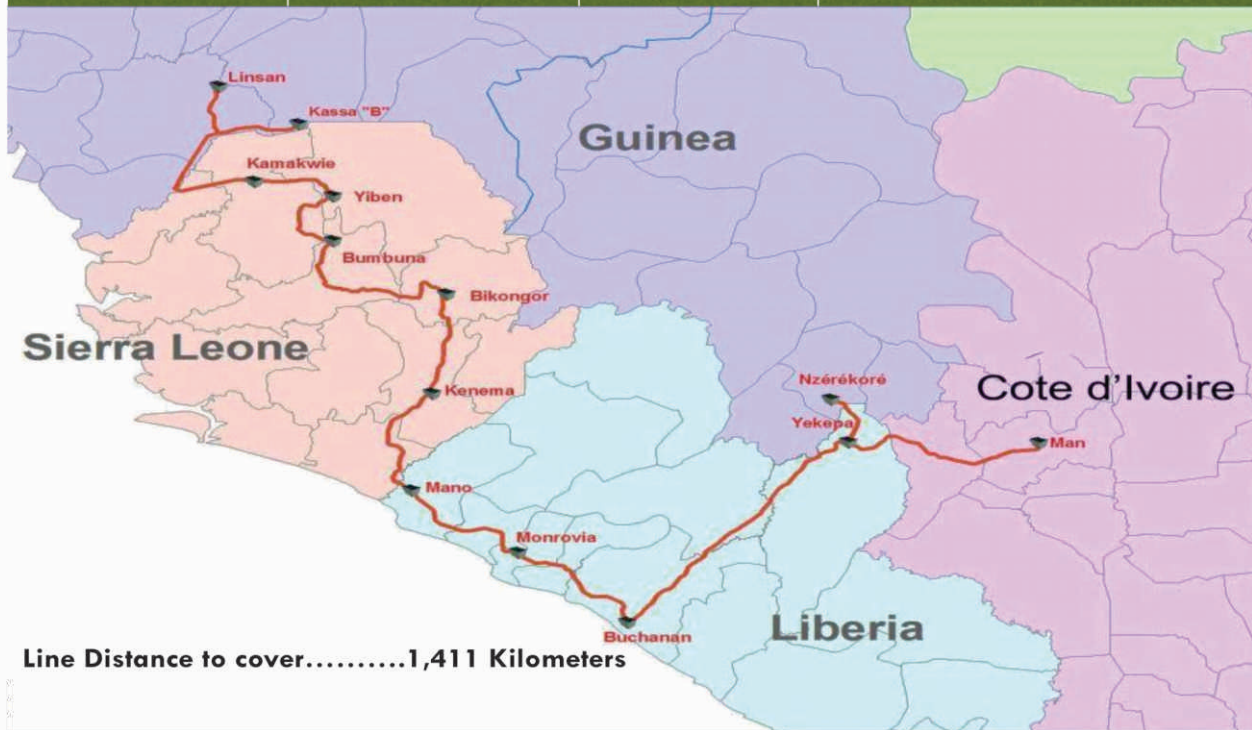 Linsan
Kassa "B"
Guinea
Kamakwie
Yiben
Bumbuna
Bikongor
Sierra Leone
Nzérékoré
Cote d'Ivoire
Kenema
Yekepa
Man
Mano
Monrovia
Buchanan
Liberia
Line Distance to cover..........1,411 Kilometers